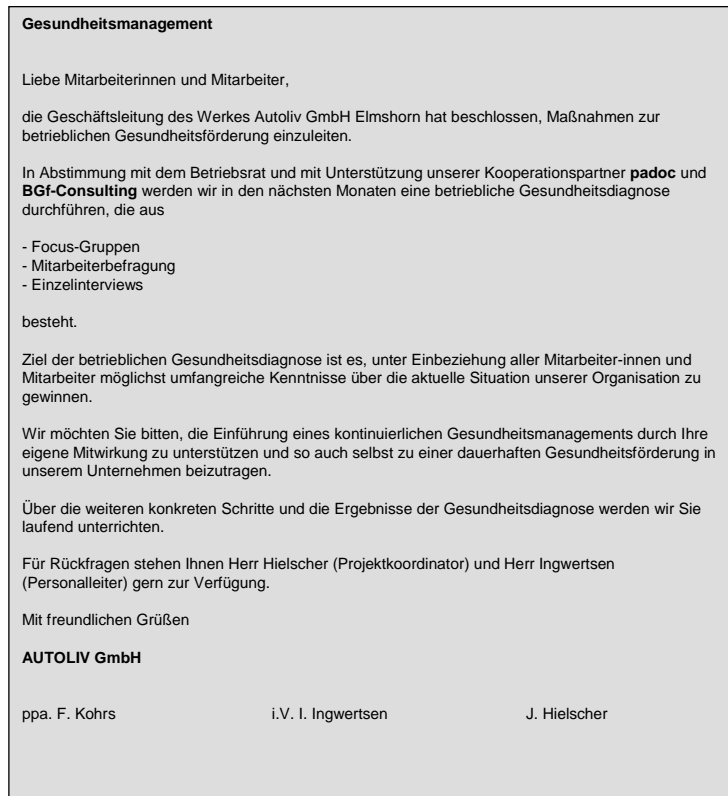 Gesundheitsmanagement
Liebe Mitarbeiterinnen und Mitarbeiter,
die Geschäftsleitung des Werkes Autoliv GmbH Elmshorn hat beschlossen, Maßnahmen zur
betrieblichen Gesundheitsförderung einzuleiten.
In Abstimmung mit dem Betriebsrat und mit Unterstützung unserer Kooperationspartner padoc und
BGf-Consulting werden wir in den nächsten Monaten eine betriebliche Gesundheitsdiagnose
durchführen, die aus
- Focus-Gruppen
- Mitarbeiterbefragung
- Einzelinterviews
besteht.
Ziel der betrieblichen Gesundheitsdiagnose ist es, unter Einbeziehung aller Mitarbeiter-innen und
Mitarbeiter möglichst umfangreiche Kenntnisse über die aktuelle Situation unserer Organisation zu
gewinnen.
Wir möchten Sie bitten, die Einführung eines kontinuierlichen Gesundheitsmanagements durch Ihre
eigene Mitwirkung zu unterstützen und so auch selbst zu einer dauerhaften Gesundheitsförderung in
unserem Unternehmen beizutragen.
Über die weiteren konkreten Schritte und die Ergebnisse der Gesundheitsdiagnose werden wir Sie
laufend unterrichten.
Für Rückfragen stehen Ihnen Herr Hielscher (Projektkoordinator) und Herr Ingwertsen
(Personalleiter) gern zur Verfügung.
Mit freundlichen Grüßen
AUTOLIV GmbH
ppa. F. Kohrs i.V. I. Ingwertsen J. Hielscher